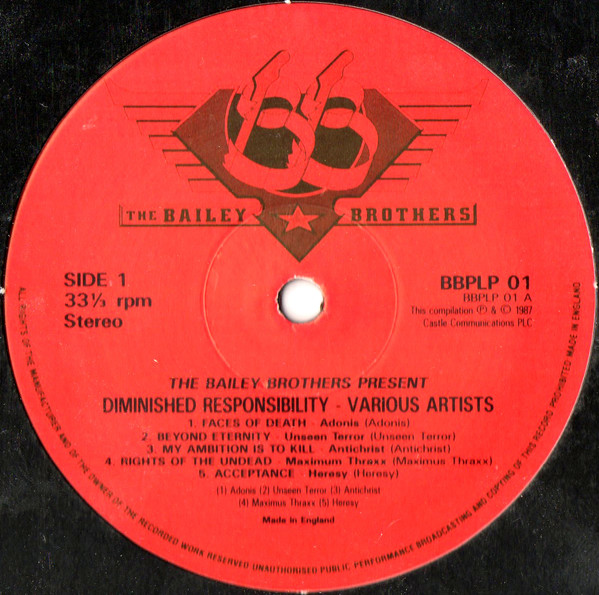 BB
THE BAILEY BROTHERS
SIDE 1
33⅓ rpm
Stereo
BBPLP 01
BBPLP 01 A
This compilation Ⓟ & © 1987
Castle Communications PLC
THE BAILEY BROTHERS PRESENT
DIMINISHED RESPONSIBILITY - VARIOUS ARTISTS
1. FACES OF DEATH - Adonis (Adonis)
2. BEYOND ETERNITY - Unseen Terror (Unseen Terror)
3. MY AMBITION IS TO KILL - Antichrist (Antichrist)
4. RIGHTS OF THE UNDEAD - Maximum Thraxx (Maximus Thraxx)
5. ACCEPTANCE - Heresy (Heresy)
(1) Adonis (2) Unseen Terror (3) Antichrist
(4) Maximus Thraxx (5) Heresy
Made in England
ALL RIGHTS OF THE MANUFACTURER AND OF THE OWNER OF THE RECORDED WORK RESERVED UNAUTHORISED PUBLIC PERFORMANCE BROADCASTING AND COPYING OF THIS RECORD PROHIBITED MADE IN ENGLAND